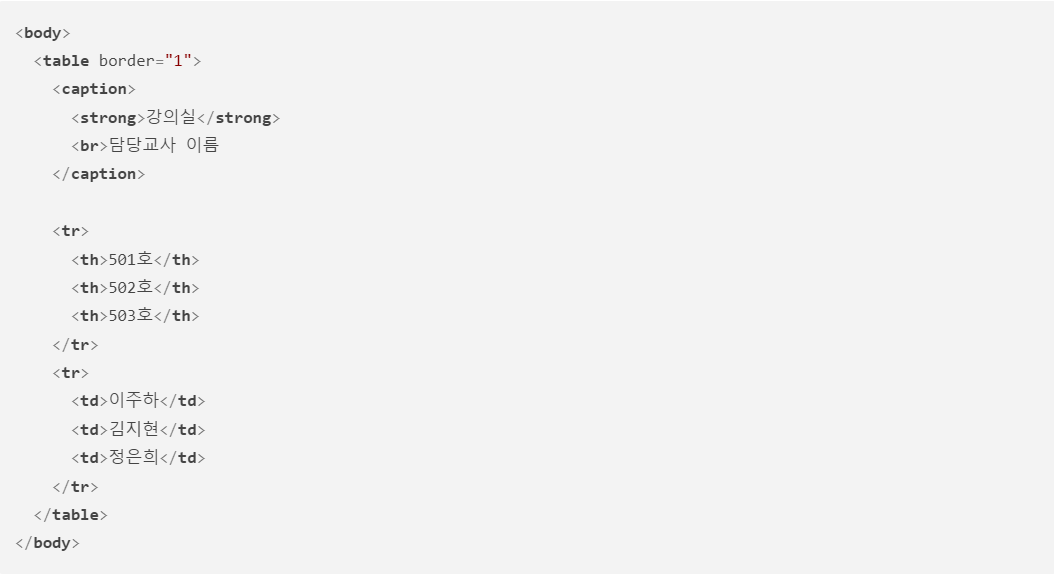 <body>
  <table border="1">
    <caption>
      <strong>강의실</strong>
      <br>담당교사 이름
    </caption>

    <tr>
      <th>501호</th>
      <th>502호</th>
      <th>503호</th>
    </tr>
    <tr>
      <td>이주하</td>
      <td>김지현</td>
      <td>정은희</td>
    </tr>
  </table>
</body>